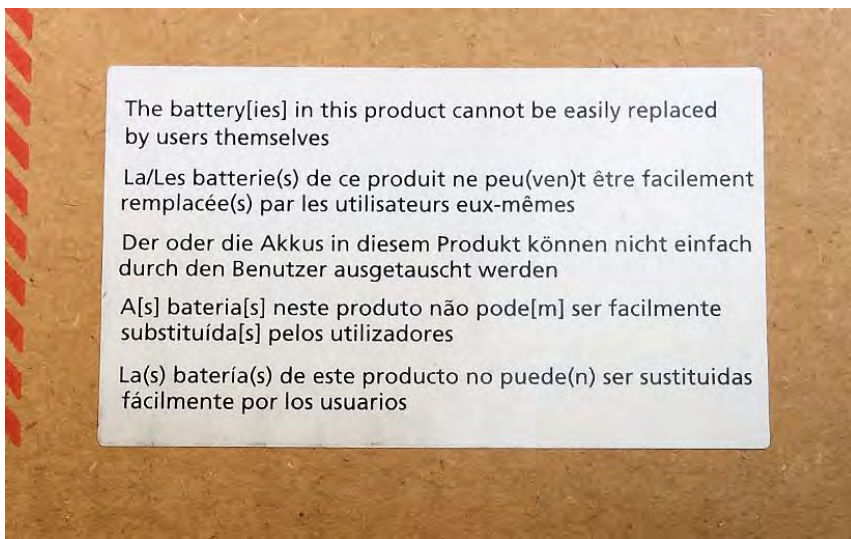 The battery[ies] in this product cannot be easily replaced
by users themselves
La/Les batterie(s) de ce produit ne peu(ven)t être facilement
remplacée(s) par les utilisateurs eux-mêmes
Der oder die Akkus in diesem Produkt können nicht einfach
durch den Benutzer ausgetauscht werden
A[s] bateria[s] neste produto não pode[m] ser facilmente
substituída[s] pelos utilizadores
La(s) batería(s) de este producto no puede(n) ser sustituidas
fácilmente por los usuarios